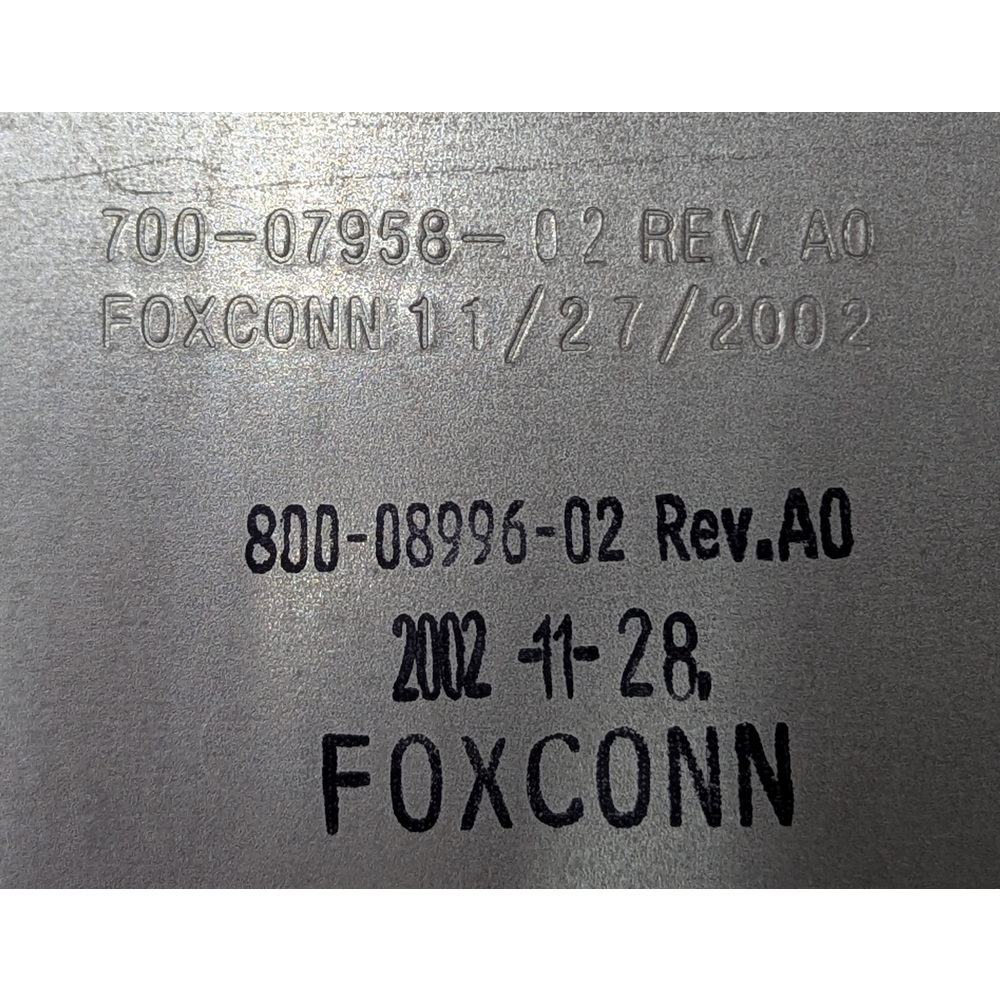 700-07958-02 REV. A0
FOXCONN 11/27/2002
800-08996-02 Rev.A0
2002-11-28,
FOXCONN